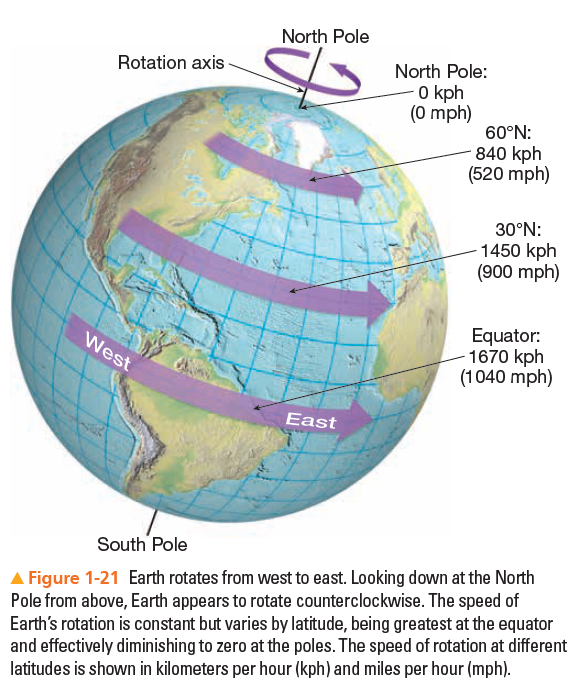 North Pole
Rotation axis
North Pole:
0 kph
(0 mph)
60°N:
840 kph
(520 mph)
30°N:
1450 kph
(900 mph)
Equator:
1670 kph
(1040 mph)
West
East
South Pole
▲ Figure 1-21 Earth rotates from west to east. Looking down at the North
Pole from above, Earth appears to rotate counterclockwise. The speed of
Earth’s rotation is constant but varies by latitude, being greatest at the equator
and effectively diminishing to zero at the poles. The speed of rotation at different
latitudes is shown in kilometers per hour (kph) and miles per hour (mph).